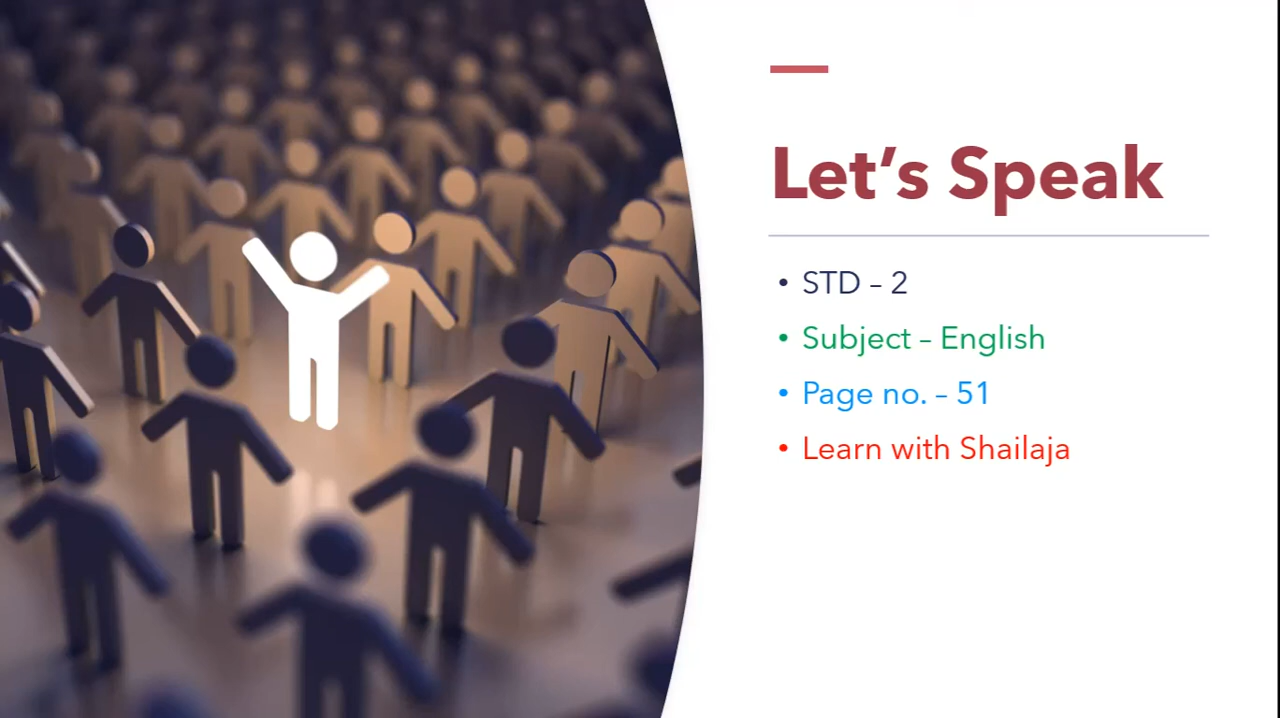 Let’s Speak
• STD – 2
• Subject – English
• Page no. – 51
• Learn with Shailaja